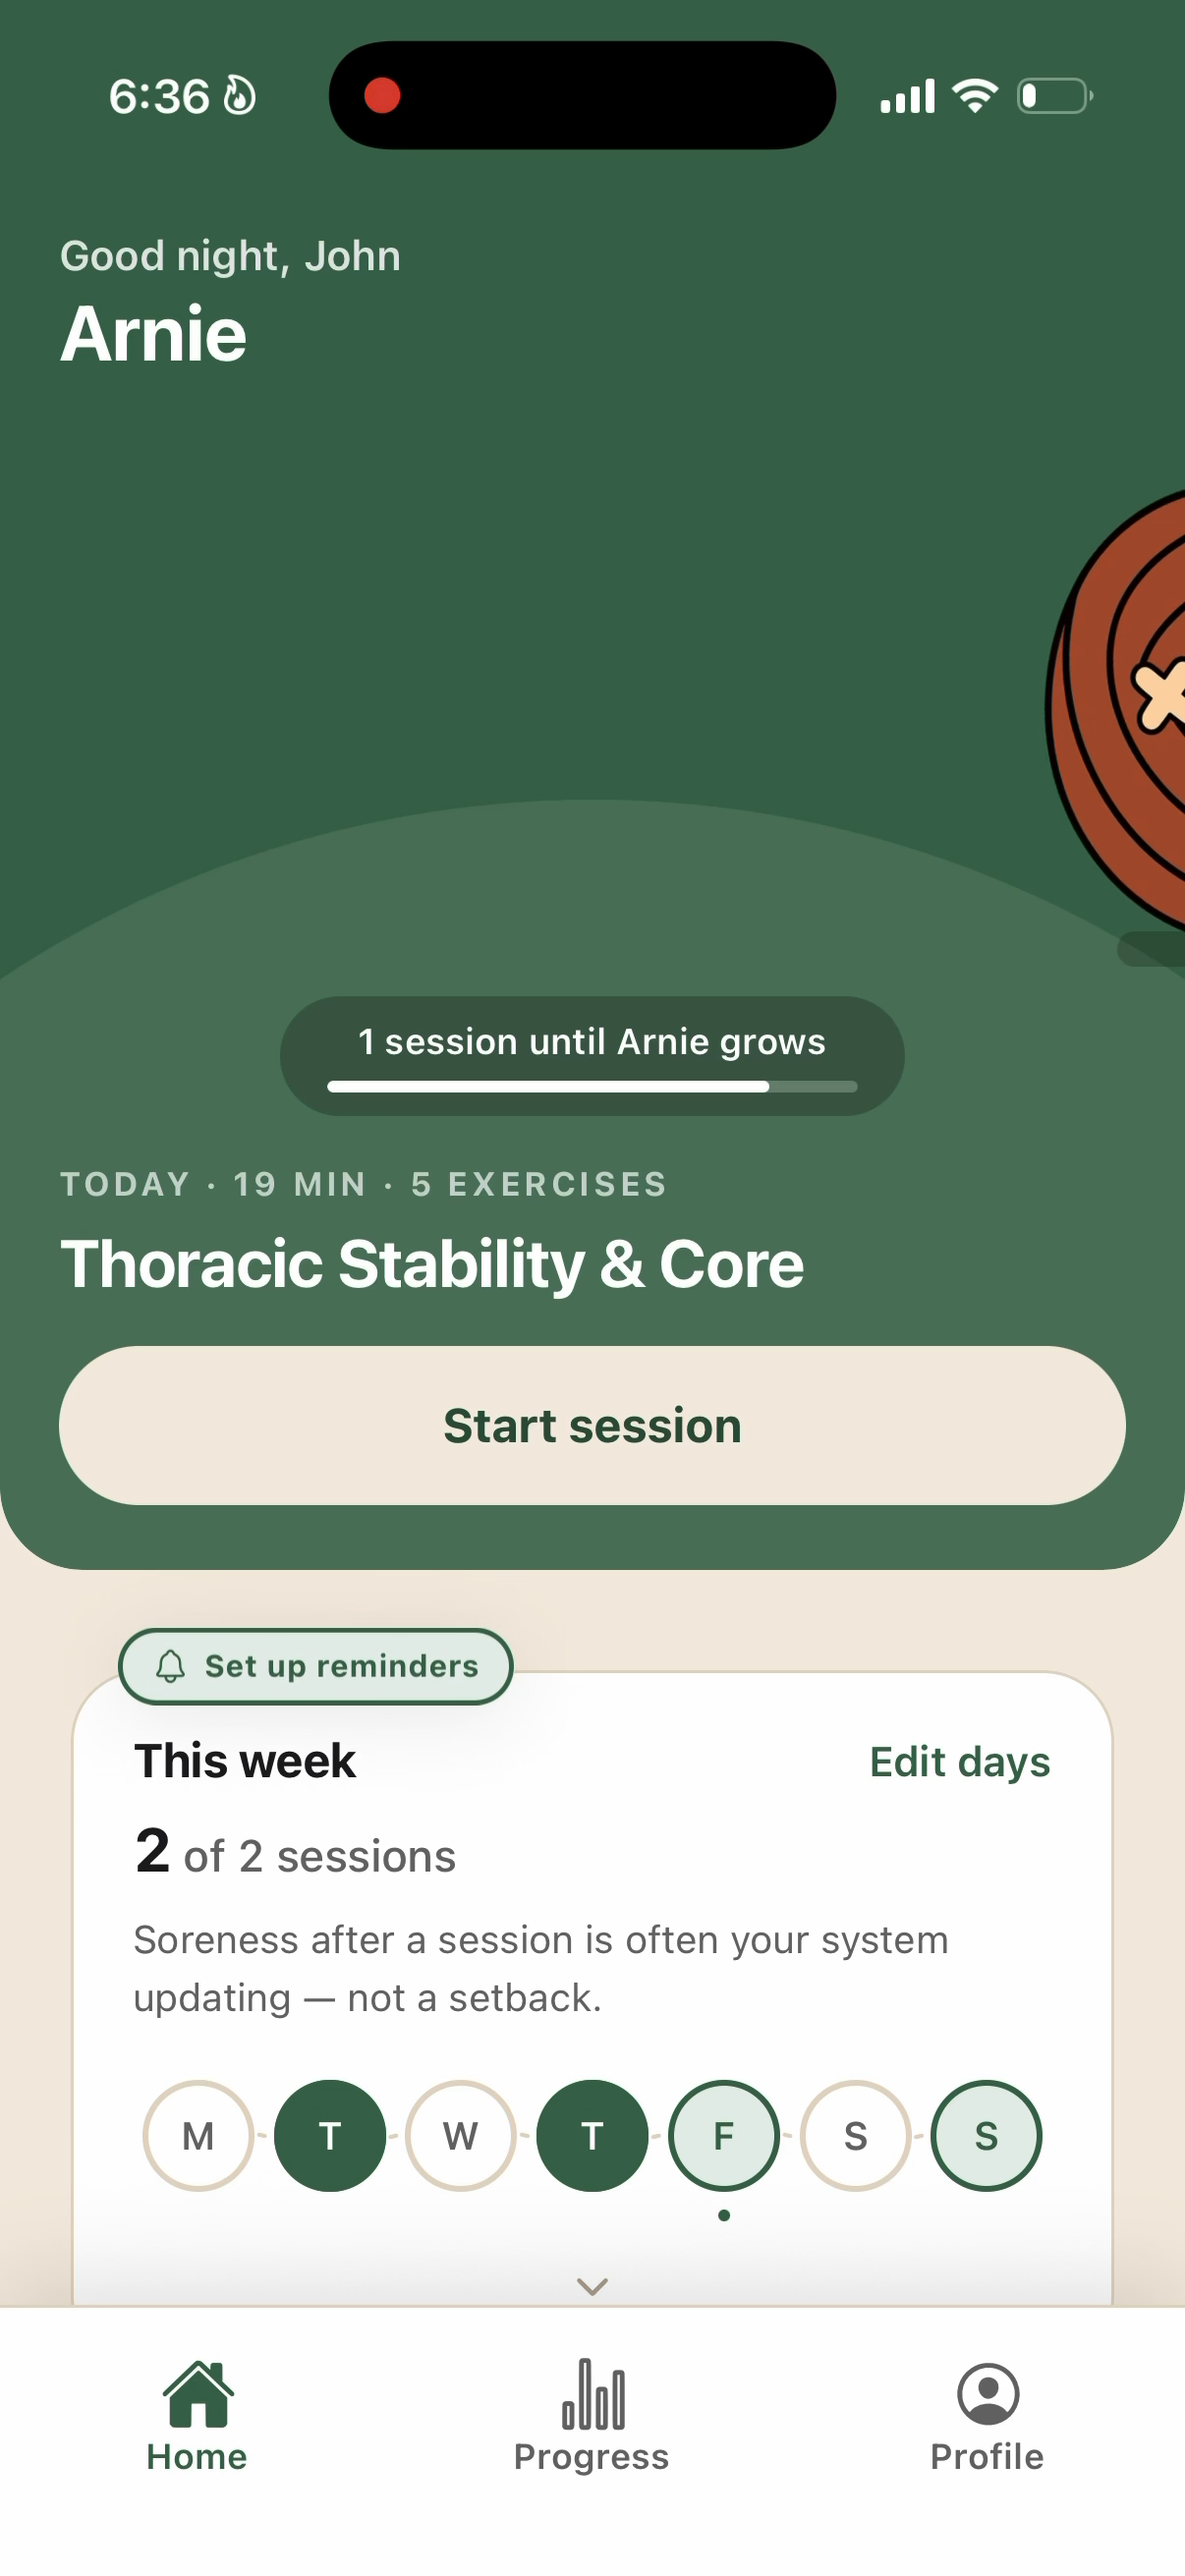 6:36
Good night, John
Arnie
1 session until Arnie grows
TODAY · 19 MIN · 5 EXERCISES
Thoracic Stability & Core
Start session
Set up reminders
This week
Edit days
2 of 2 sessions
Soreness after a session is often your system
updating — not a setback.
M T W T F S S
Home Progress Profile